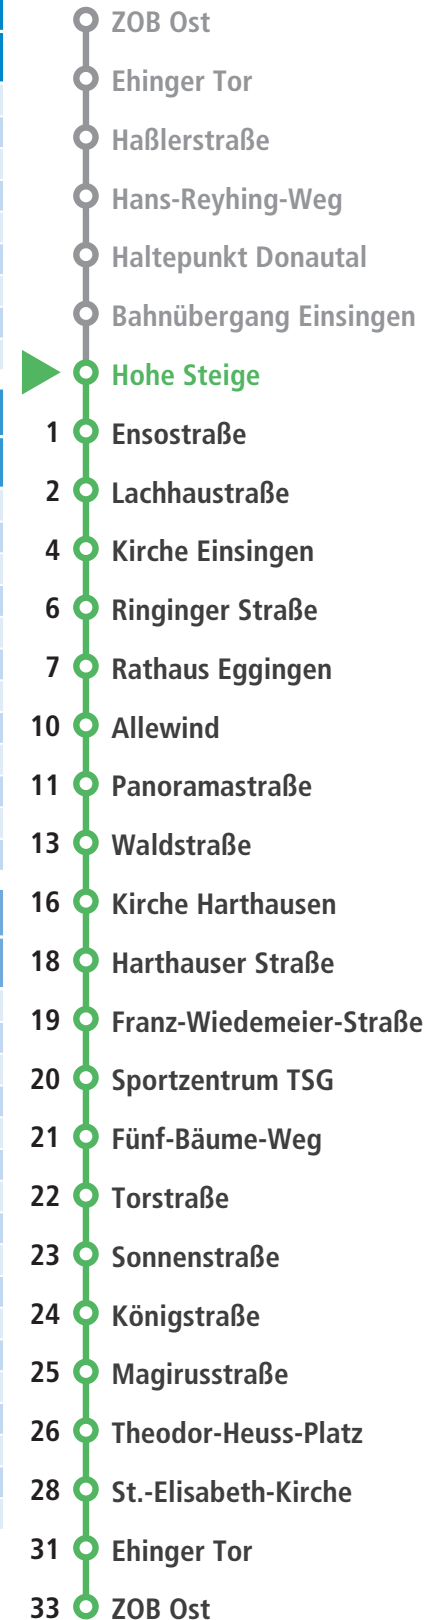 ZOB Ost
Ehinger Tor
Haßlerstraße
Hans-Reyhing-Weg
Haltepunkt Donautal
Bahnübergang Einsingen
Hohe Steige
1 Ensostraße
2 Lachhaustraße
4 Kirche Einsingen
6 Ringinger Straße
7 Rathaus Eggingen
10 Allewind
11 Panoramastraße
13 Waldstraße
16 Kirche Harthausen
18 Harthauser Straße
19 Franz-Wiedemeier-Straße
20 Sportzentrum TSG
21 Fünf-Bäume-Weg
22 Torstraße
23 Sonnenstraße
24 Königstraße
25 Magirusstraße
26 Theodor-Heuss-Platz
28 St.-Elisabeth-Kirche
31 Ehinger Tor
33 ZOB Ost